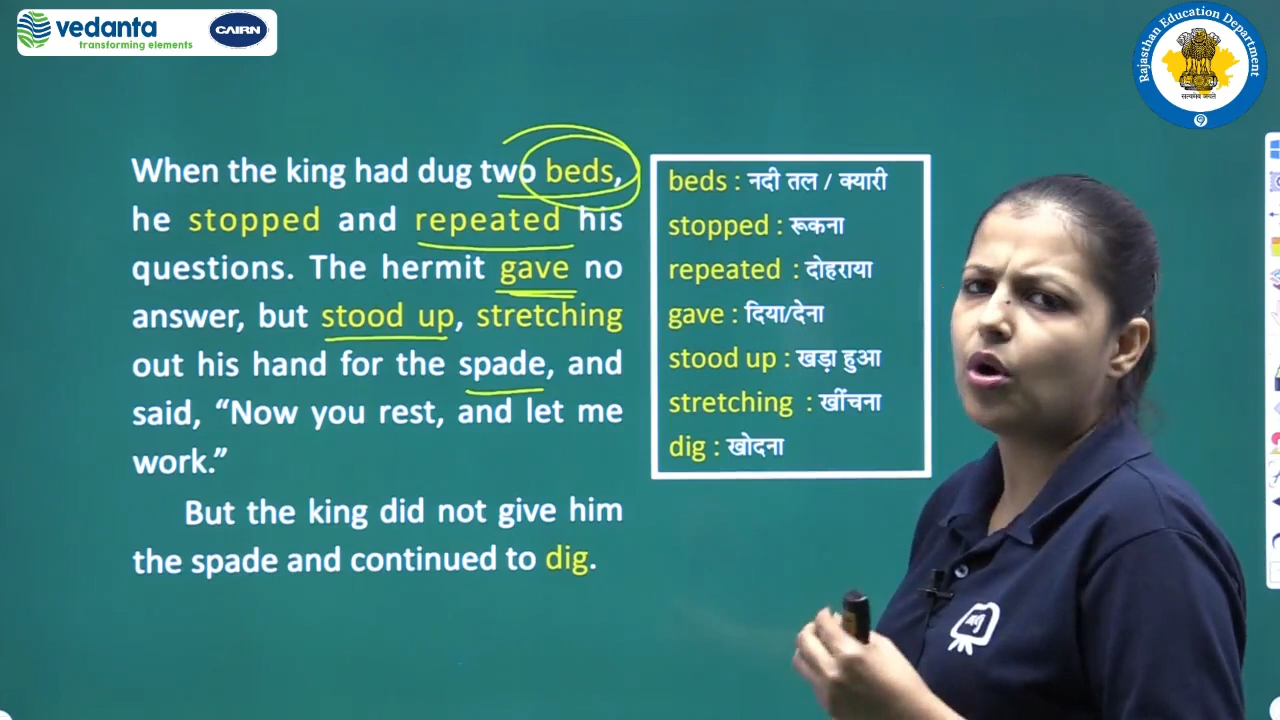 vedanta
transforming elements
CAIRN
Rajasthan Education Department
सत्यमेव जयते
When the king had dug two beds,
he stopped and repeated his
questions. The hermit gave no
answer, but stood up, stretching
out his hand for the spade, and
said, “Now you rest, and let me
work.”
But the king did not give him
the spade and continued to dig.
beds : नदी तल / क्यारी
stopped : रूकना
repeated : दोहराया
gave : दिया/देना
stood up : खड़ा हुआ
stretching : खींचना
dig : खोदना